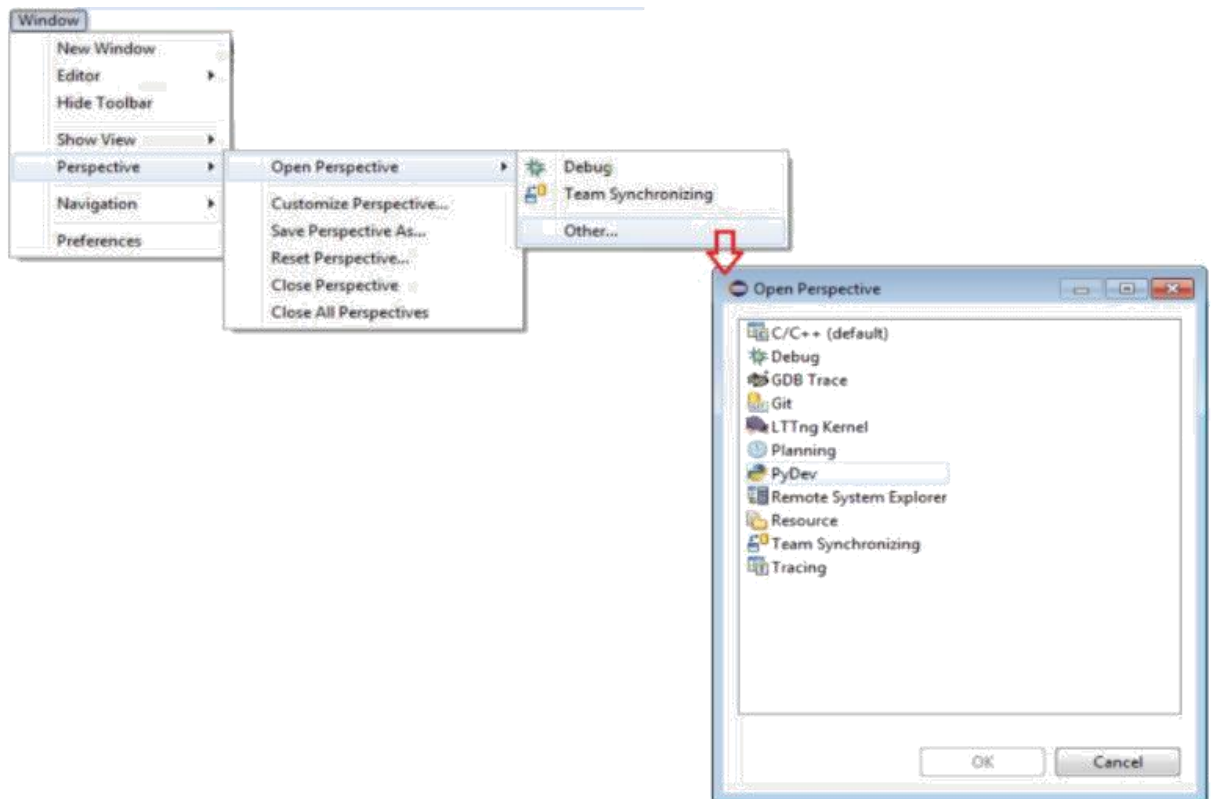 Window
New Window
Editor
Hide Toolbar
Show View
Perspective
Navigation
Preferences
Open Perspective
Customize Perspective...
Save Perspective As...
Reset Perspective...
Close Perspective
Close All Perspectives
Debug
Team Synchronizing
Other...
Open Perspective
C/C++ (default)
Debug
GDB Trace
Git
LTTng Kernel
Planning
PyDev
Remote System Explorer
Resource
Team Synchronizing
Tracing
OK
Cancel